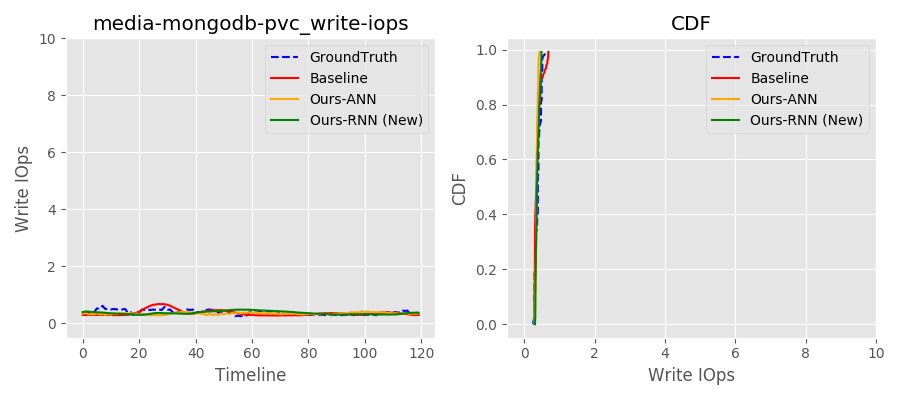 media-mongodb-pvc_write-iops
Write IOps
10
8
6
4
2
0
0 20 40 60 80 100 120
Timeline
GroundTruth
Baseline
Ours-ANN
Ours-RNN (New)
CDF
CDF
1.0
0.8
0.6
0.4
0.2
0.0
0 2 4 6 8 10
Write IOps
GroundTruth
Baseline
Ours-ANN
Ours-RNN (New)